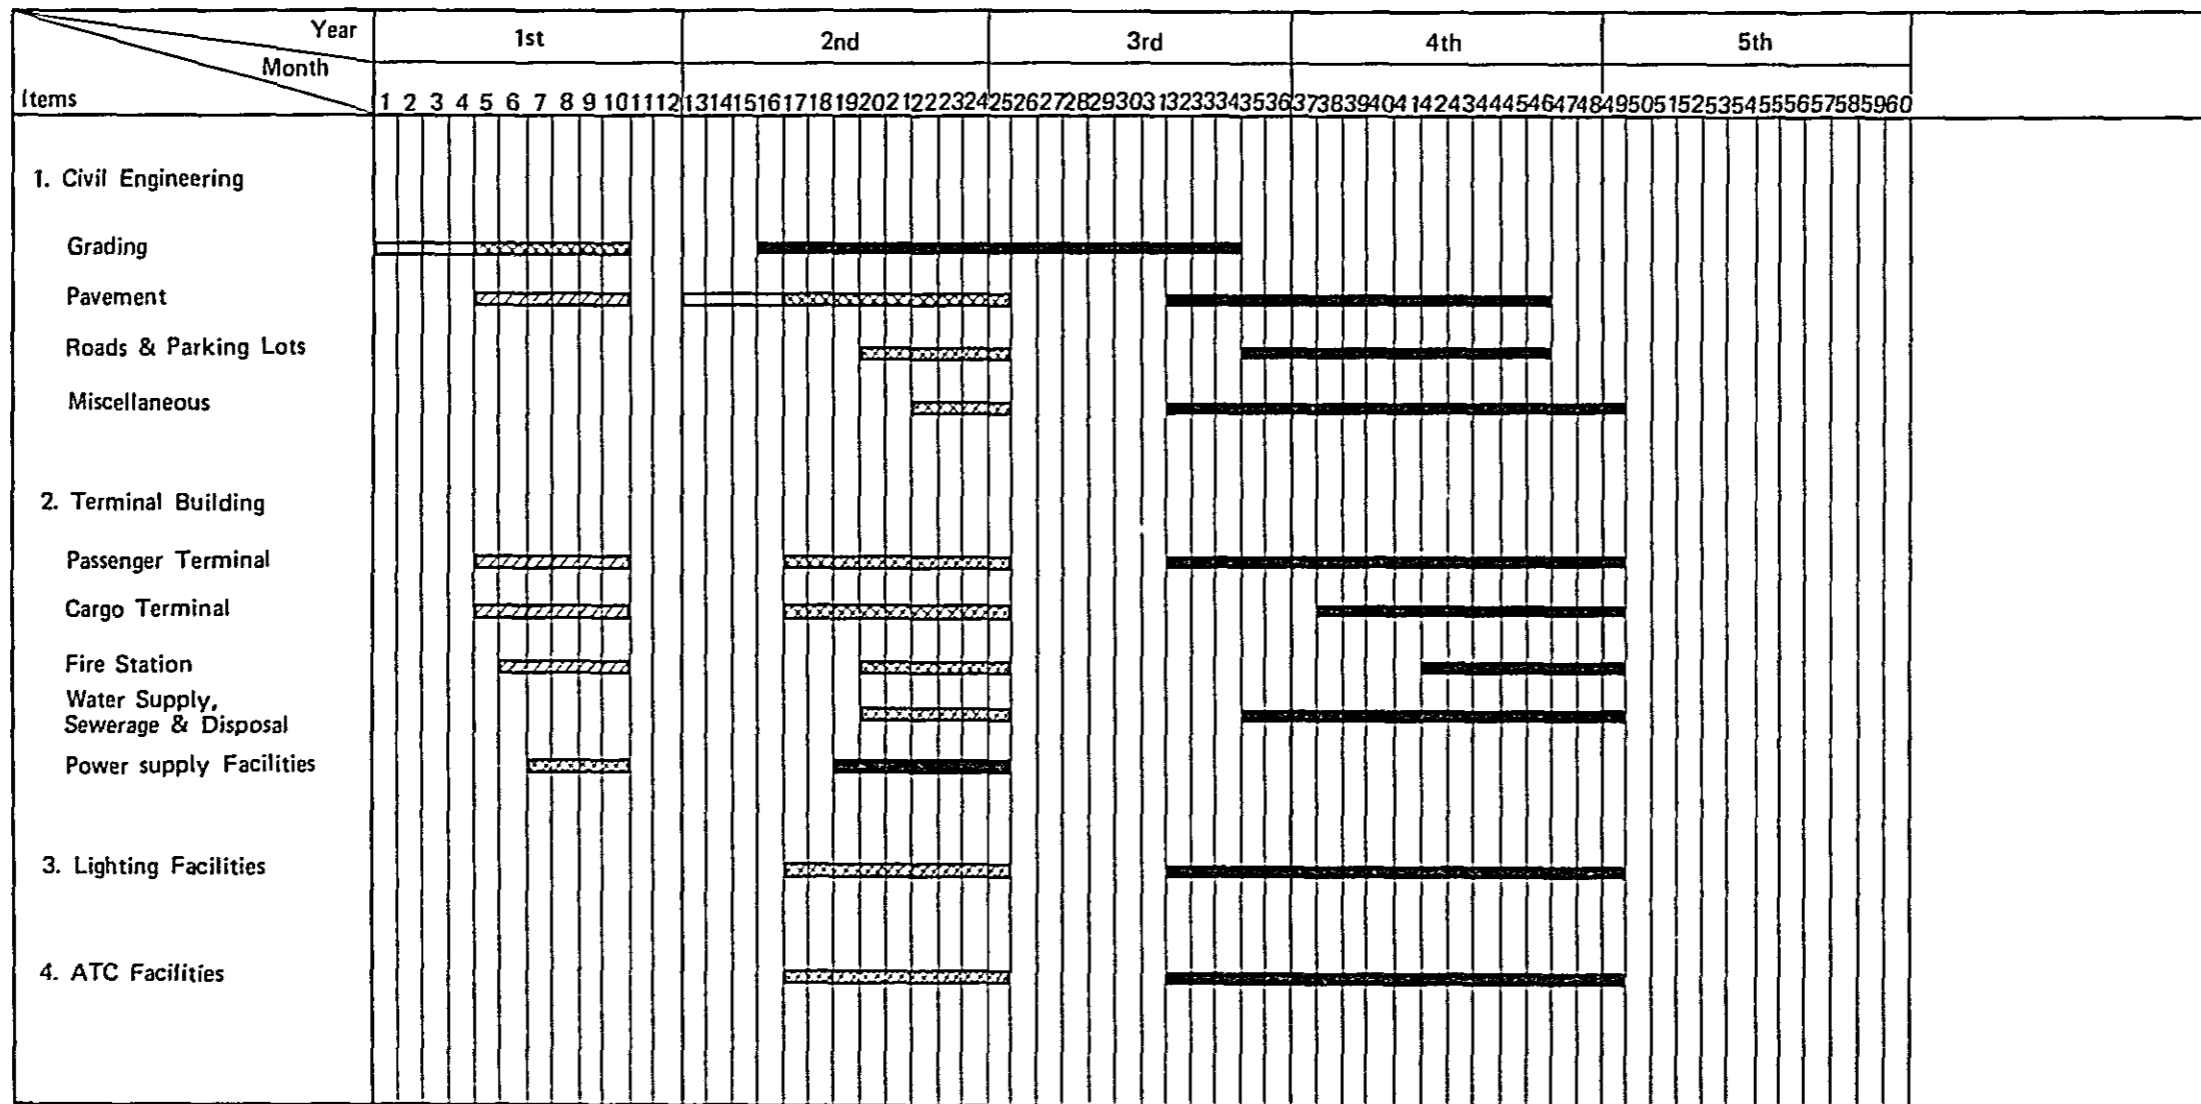 Year 1st 2nd 3rd 4th 5th
Month
Items 1 2 3 4 5 6 7 8 9 10 11 12 13 14 15 16 17 18 19 20 21 22 23 24 25 26 27 28 29 30 31 32 33 34 35 36 37 38 39 40 41 42 43 44 45 46 47 48 49 50 51 52 53 54 55 56 57 58 59 60
1. Civil Engineering
Grading
Pavement
Roads & Parking Lots
Miscellaneous
2. Terminal Building
Passenger Terminal
Cargo Terminal
Fire Station
Water Supply,
Sewerage & Disposal
Power supply Facilities
3. Lighting Facilities
4. ATC Facilities